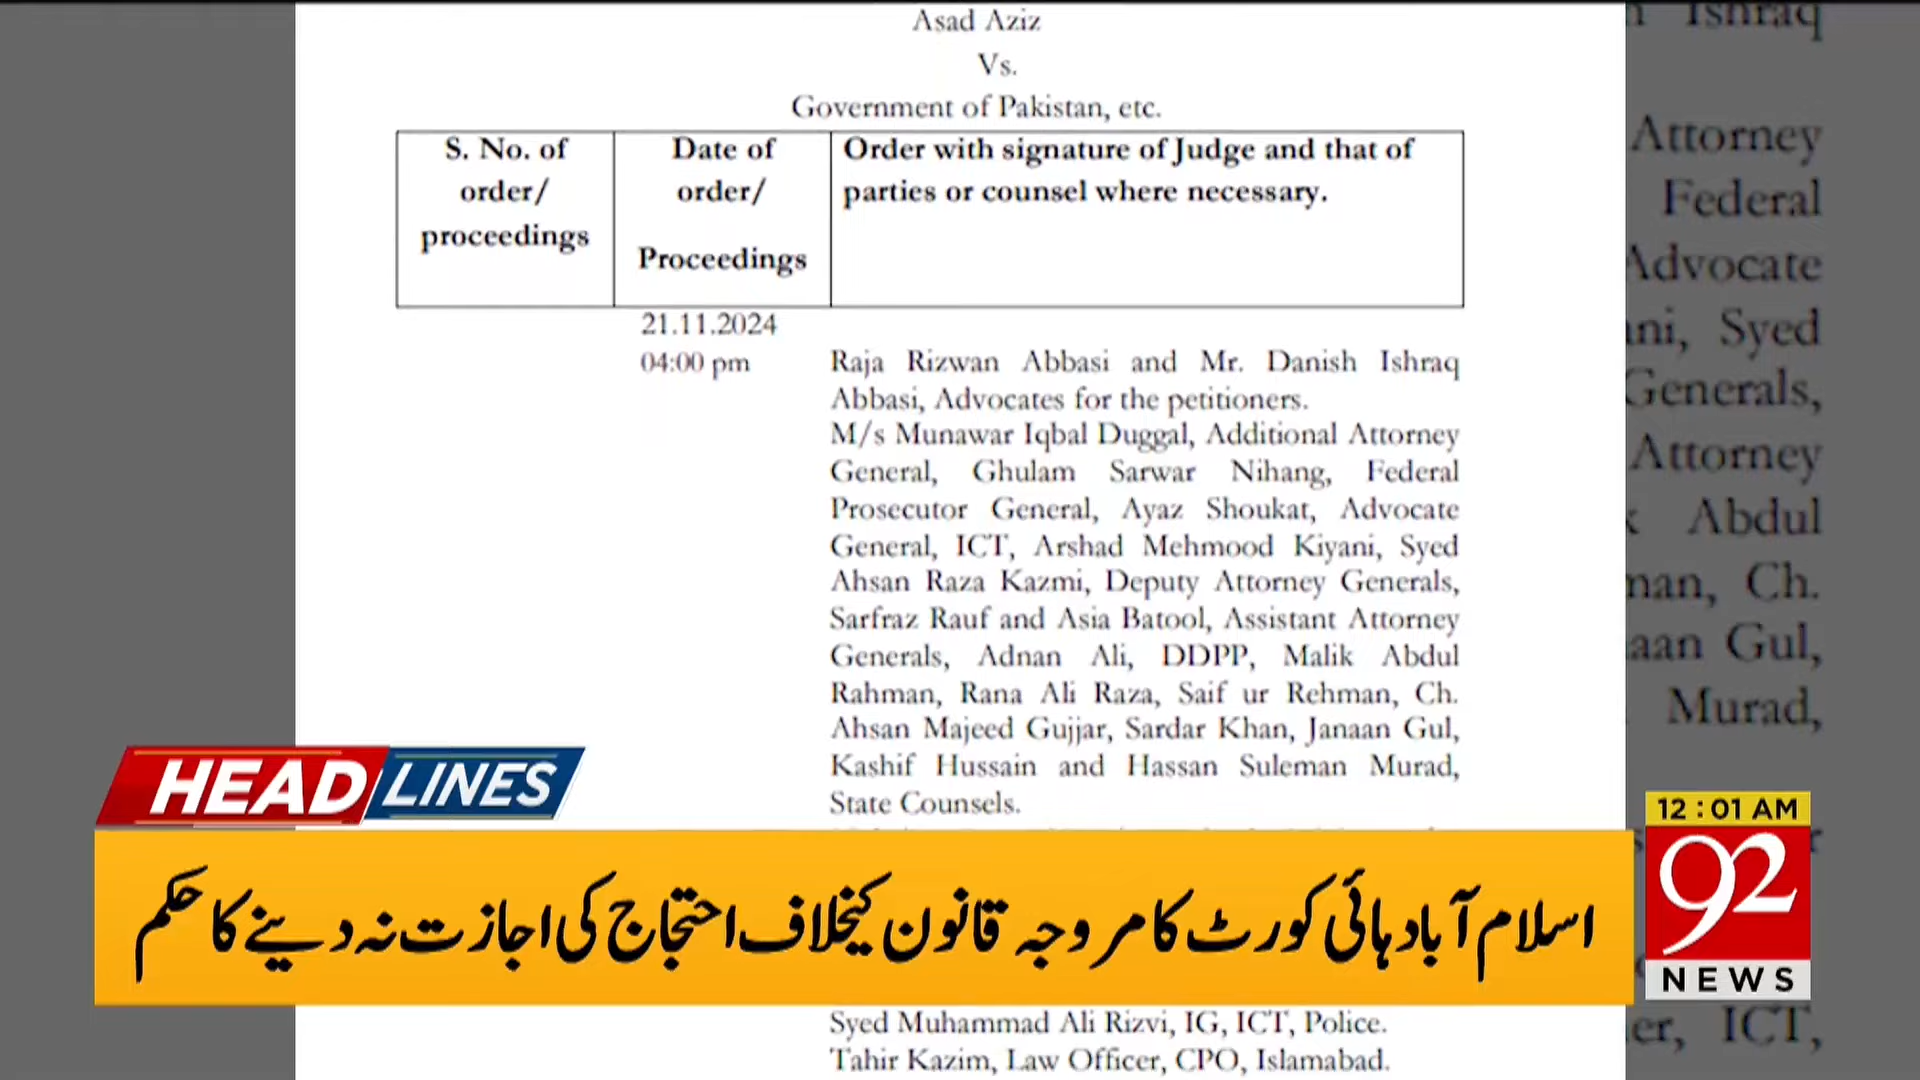 Asad Aziz
Vs.
Government of Pakistan, etc.
S. No. of
order/
proceedings
Date of
order/
Proceedings
Order with signature of Judge and that of
parties or counsel where necessary.
21.11.2024
04:00 pm
Raja Rizwan Abbasi and Mr. Danish Ishraq
Abbasi, Advocates for the petitioners.
M/s Munawar Iqbal Duggal, Additional Attorney
General, Ghulam Sarwar Nihang, Federal
Prosecutor General, Ayaz Shoukat, Advocate
General, ICT, Arshad Mehmood Kiyani, Syed
Ahsan Raza Kazmi, Deputy Attorney Generals,
Sarfraz Rauf and Asia Batool, Assistant Attorney
Generals, Adnan Ali, DDPP, Malik Abdul
Rahman, Rana Ali Raza, Saif ur Rehman, Ch.
Ahsan Majeed Gujjar, Sardar Khan, Janaan Gul,
Kashif Hussain and Hassan Suleman Murad,
State Counsels.
Syed Muhammad Ali Rizvi, IG, ICT, Police.
Tahir Kazim, Law Officer, CPO, Islamabad.
Ishraq
Attorney
Federal
Advocate
Syed
Generals,
Attorney
Abdul
Ch.
Gul,
Murad,
ICT,
HEADLINES
اسلام آباد ہائی کورٹ کا مروجہ قانون کیخلاف احتجاج کی اجازت نہ دینے کا حکم
12:01 AM
92
NEWS